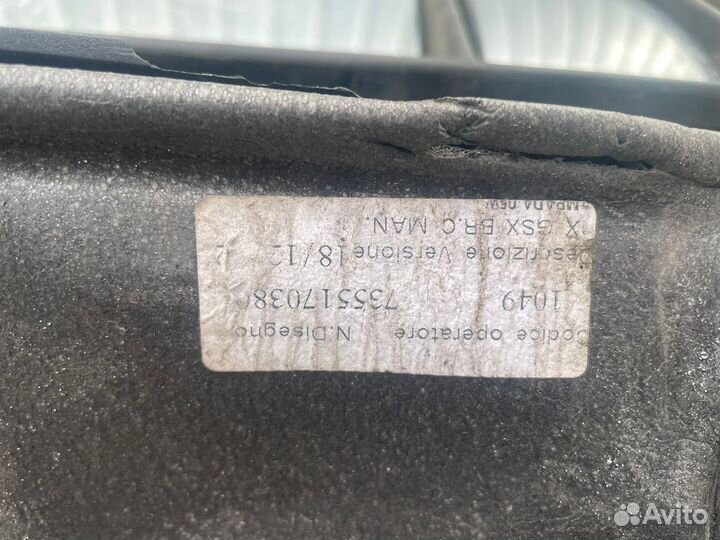 Codice operatore N.Disegno
1049 735517038
Descrizione Versione 18/12
X GSX BR.C MAN.
Avito